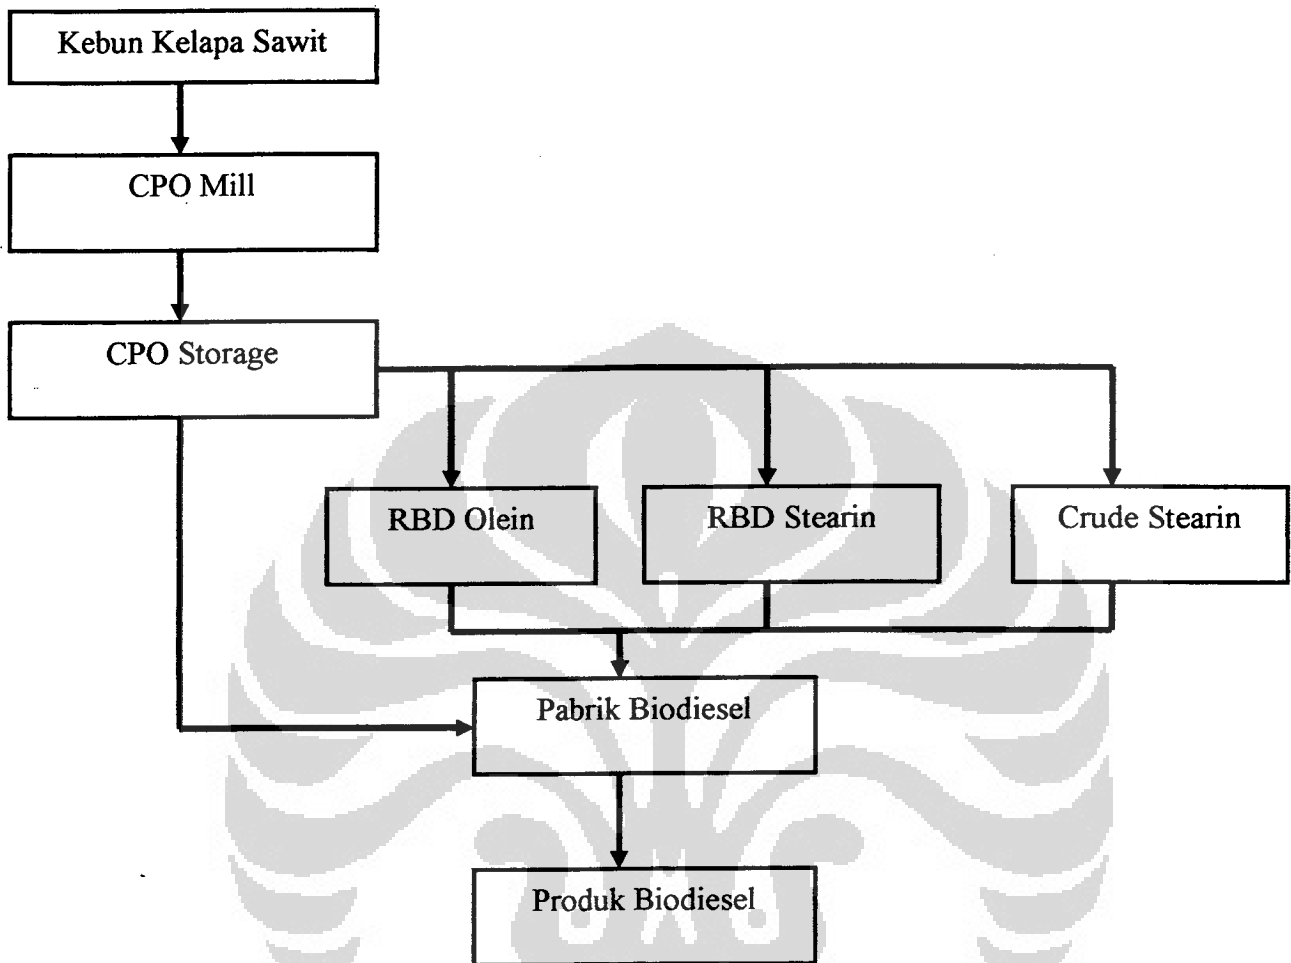 Kebun Kelapa Sawit
CPO Mill
CPO Storage
RBD Olein
RBD Stearin
Crude Stearin
Pabrik Biodiesel
Produk Biodiesel